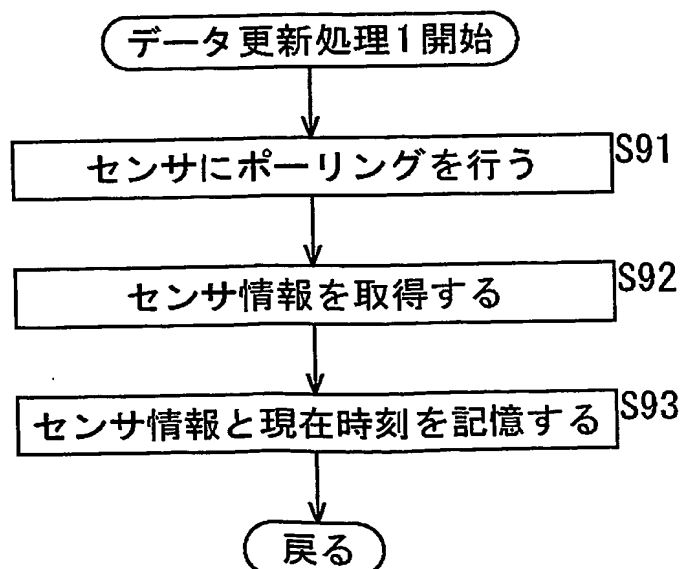 データ更新処理1開始
センサにポーリングを行う
S91
センサ情報を取得する
S92
センサ情報と現在時刻を記憶する
S93
戻る